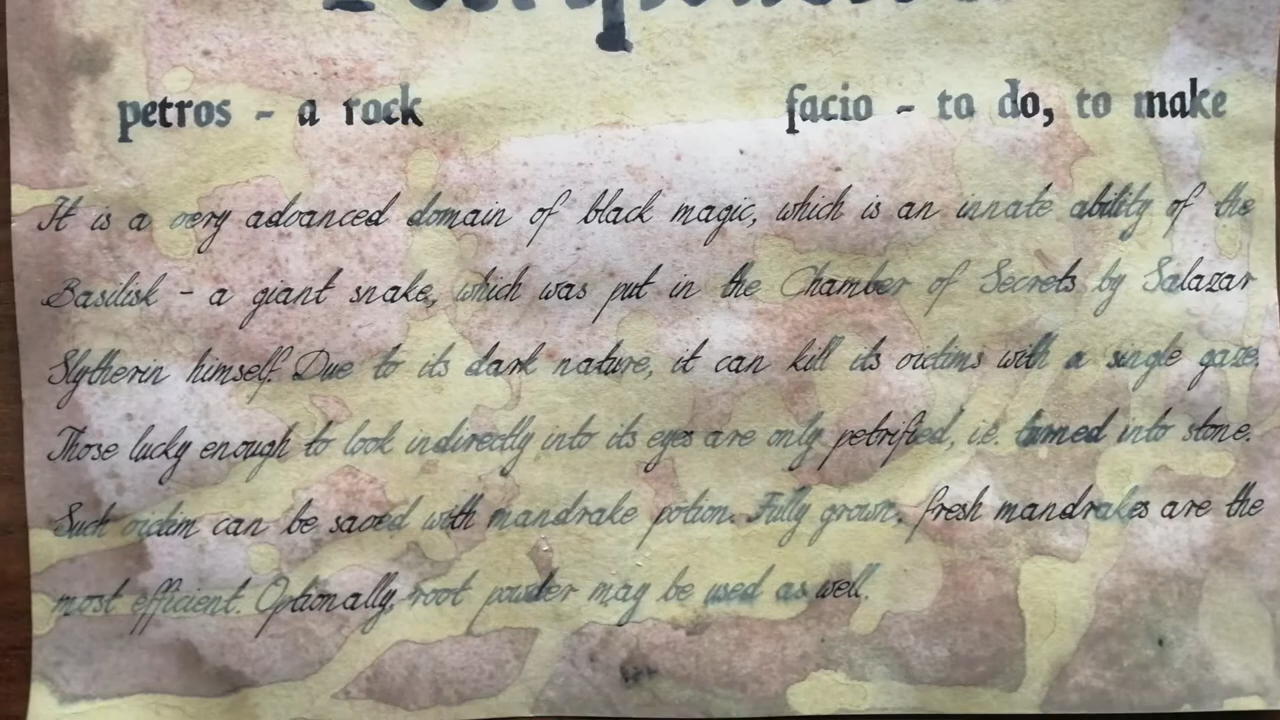 petros - a rock facio - to do, to make
It is a very advanced domain of black magic, which is an innate ability of the
Basilisk - a giant snake, which was put in the Chamber of Secrets by Salazar
Slytherin himself. Due to its dark nature, it can kill its victims with a single gaze.
Those lucky enough to look indirectly into its eyes are only petrified, i.e. turned into stone.
Such victim can be saved with mandrake potion. Fully grown, fresh mandrakes are the
most efficient. Optionally, root powder may be used as well.